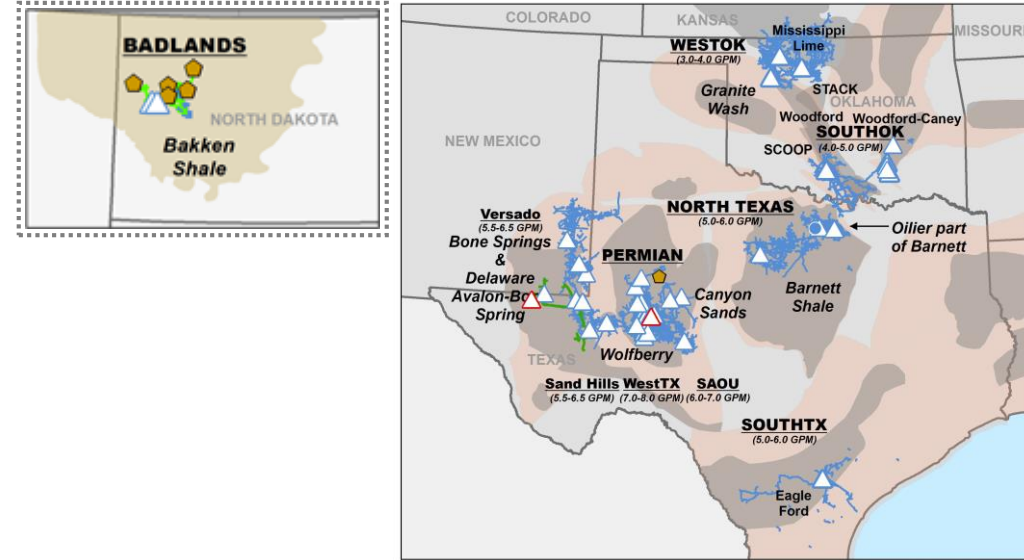 BADLANDS
NORTH DAKOTA
Bakken
Shale
COLORADO
KANSAS
MISSOURI
WESTOK
(3.0-4.0 GPM)
Mississippi
Lime
Granite
Wash
STACK
OKLAHOMA
Woodford
Woodford-Caney
SOUTHOK
(4.0-5.0 GPM)
SCOOP
NEW MEXICO
Versado
(5.5-6.5 GPM)
Bone Springs
&
Delaware
Avalon-Bone
Spring
NORTH TEXAS
(5.0-6.0 GPM)
Oilier part
of Barnett
PERMIAN
Canyon
Sands
Barnett
Shale
Wolfberry
TEXAS
Sand Hills
(5.5-6.5 GPM)
WestTX
(7.0-8.0 GPM)
SAOU
(6.0-7.0 GPM)
SOUTHTX
(5.0-6.0 GPM)
Eagle
Ford